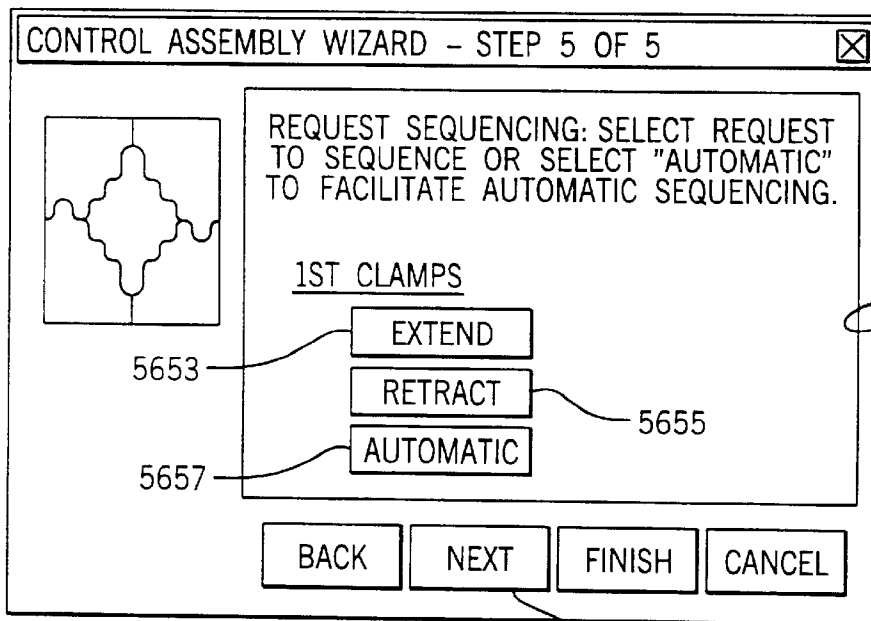 CONTROL ASSEMBLY WIZARD - STEP 5 OF 5
REQUEST SEQUENCING: SELECT REQUEST
TO SEQUENCE OR SELECT "AUTOMATIC"
TO FACILITATE AUTOMATIC SEQUENCING.
1ST CLAMPS
EXTEND
5653
RETRACT
5655
AUTOMATIC
5657
BACK NEXT FINISH CANCEL